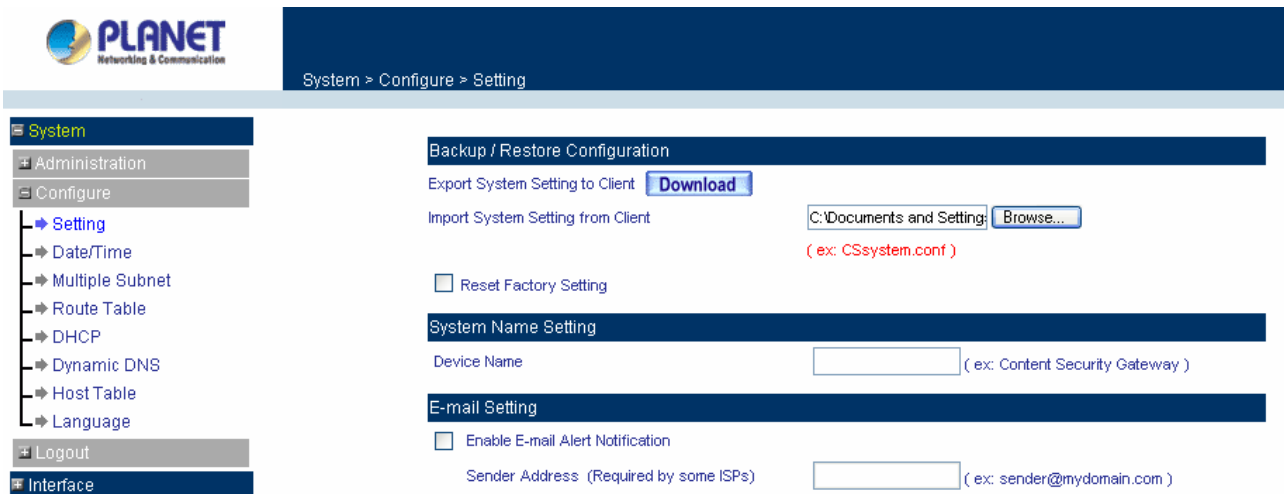 PLANET
Networking & Communication
System > Configure > Setting
System
Administration
Configure
Setting
Date/Time
Multiple Subnet
Route Table
DHCP
Dynamic DNS
Host Table
Language
Logout
Interface
Backup / Restore Configuration
Export System Setting to Client Download
Import System Setting from Client C:\Documents and Setting Browse...
( ex: CSsystem.conf )
Reset Factory Setting
System Name Setting
Device Name ( ex: Content Security Gateway )
E-mail Setting
Enable E-mail Alert Notification
Sender Address (Required by some ISPs) ( ex: sender@mydomain.com )